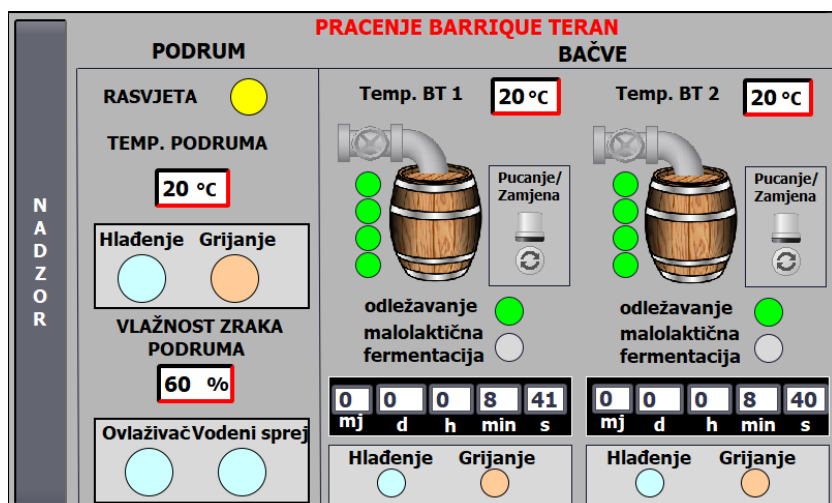 PRACENJE BARRIQUE TERAN
PODRUM
BAČVE
NADZOR
RASVJETA
TEMP. PODRUMA
20 °C
Hlađenje Grijanje
VLAŽNOST ZRAKA
PODRUMA
60 %
Ovlaživač Vodeni sprej
Temp. BT 1 20 °C
Pucanje/
Zamjena
odležavanje
malolaktična
fermentacija
0 0 0 8 41
mj d h min s
Hlađenje Grijanje
Temp. BT 2 20 °C
Pucanje/
Zamjena
odležavanje
malolaktična
fermentacija
0 0 0 8 40
mj d h min s
Hlađenje Grijanje